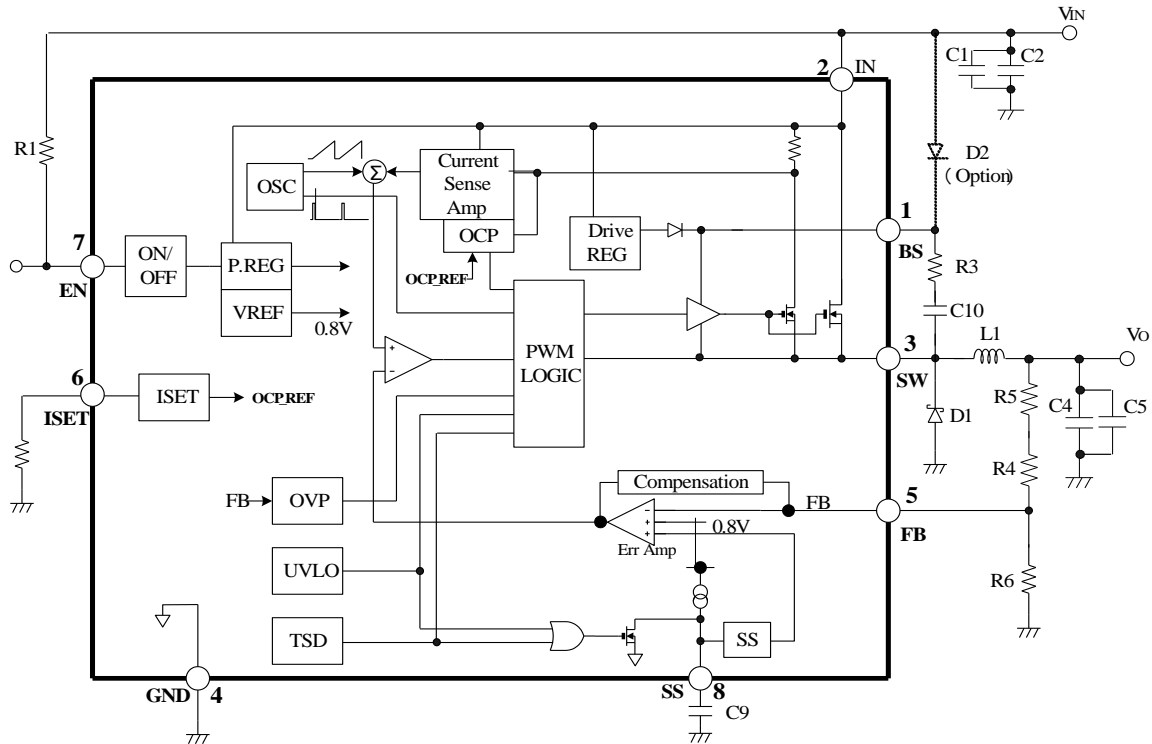 VIN
C1
C2
2
IN
R1
D2
(Option)
OSC
Σ
Current
Sense
Amp
OCP
OCP_REF
Drive
REG
1
BS
R3
C10
7
EN
ON/
OFF
P.REG
VREF
0.8V
PWM
LOGIC
+
-
3
SW
L1
VO
D1
R5
C4
C5
R4
6
ISET
ISET
OCP_REF
FB
OVP
Compensation
FB
5
FB
-
+
+
0.8V
Err Amp
UVLO
R6
TSD
SS
GND
4
SS
8
C9